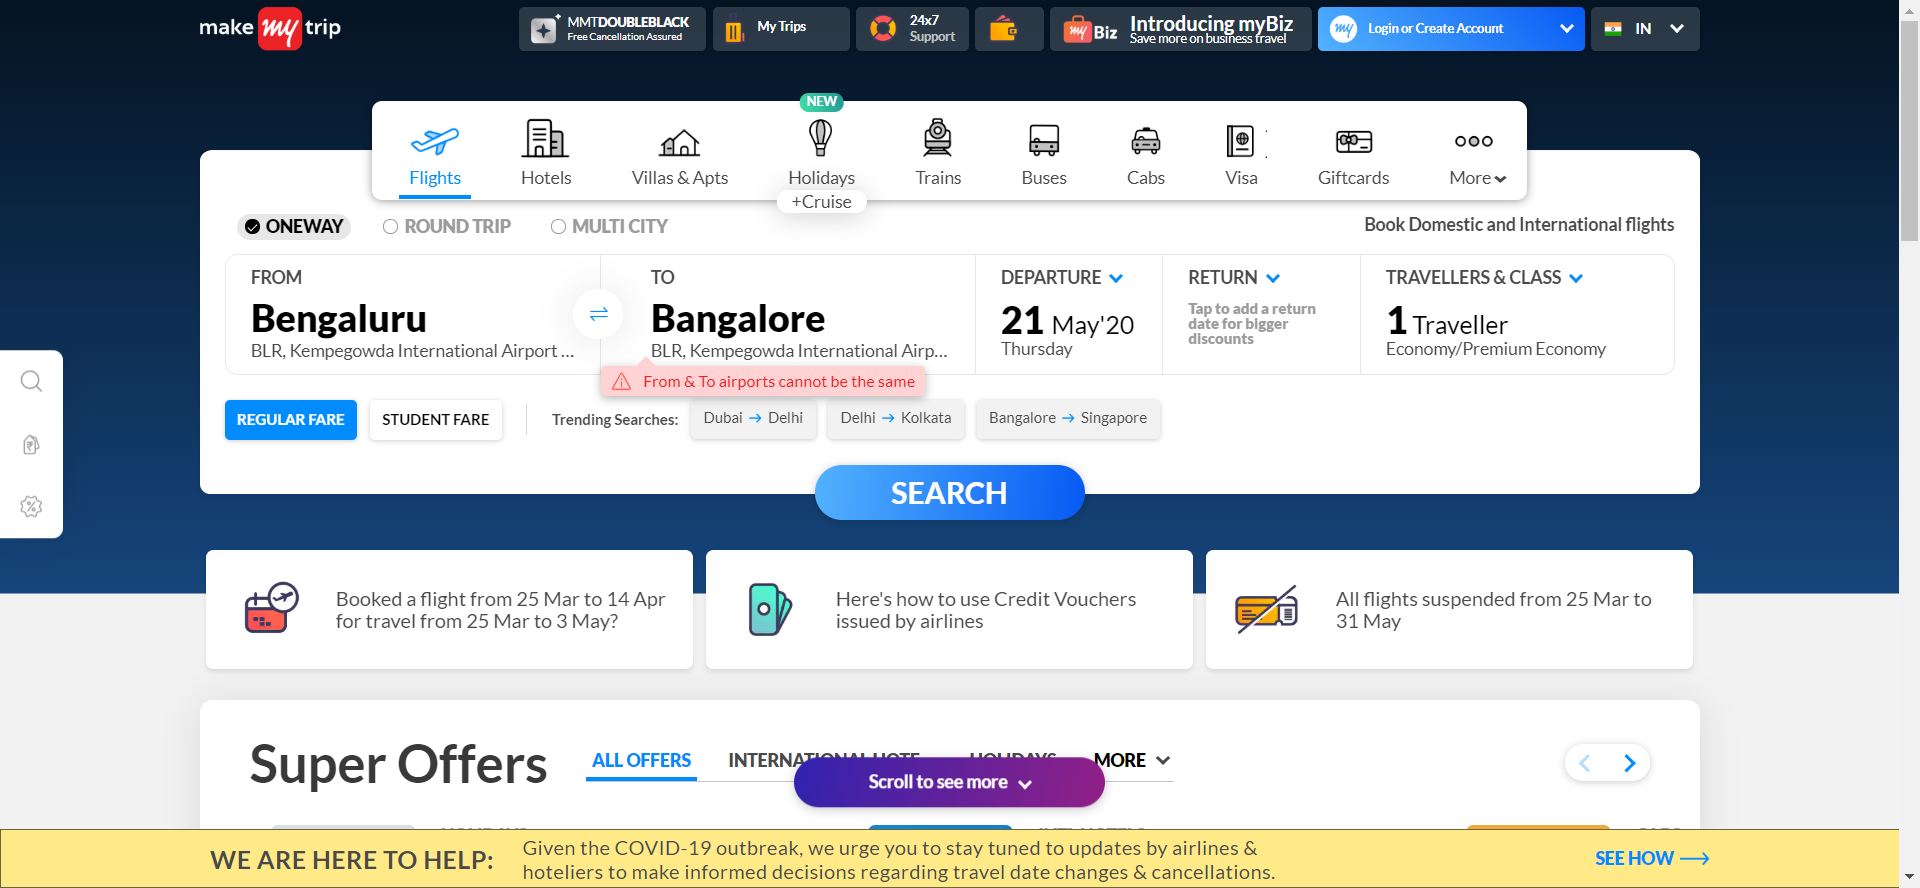 make my trip
MMTDOUBLEBLACK
Free Cancellation Assured
My Trips
24x7
Support
my Biz
Introducing myBiz
Save more on business travel
my
Login or Create Account
IN
NEW
Flights
Hotels
Villas & Apts
Holidays
+Cruise
Trains
Buses
Cabs
Visa
Giftcards
More
ONEWAY
ROUND TRIP
MULTI CITY
Book Domestic and International flights
FROM
Bengaluru
BLR, Kempegowda International Airport ...
TO
Bangalore
BLR, Kempegowda International Airp...
From & To airports cannot be the same
DEPARTURE
21 May'20
Thursday
RETURN
Tap to add a return
date for bigger
discounts
TRAVELLERS & CLASS
1 Traveller
Economy/Premium Economy
REGULAR FARE
STUDENT FARE
Trending Searches:
Dubai → Delhi
Delhi → Kolkata
Bangalore → Singapore
SEARCH
Booked a flight from 25 Mar to 14 Apr
for travel from 25 Mar to 3 May?
Here's how to use Credit Vouchers
issued by airlines
All flights suspended from 25 Mar to
31 May
Super Offers
ALL OFFERS
HOLIDAYS
MORE
Scroll to see more
WE ARE HERE TO HELP:
Given the COVID-19 outbreak, we urge you to stay tuned to updates by airlines &
hoteliers to make informed decisions regarding travel date changes & cancellations.
SEE HOW